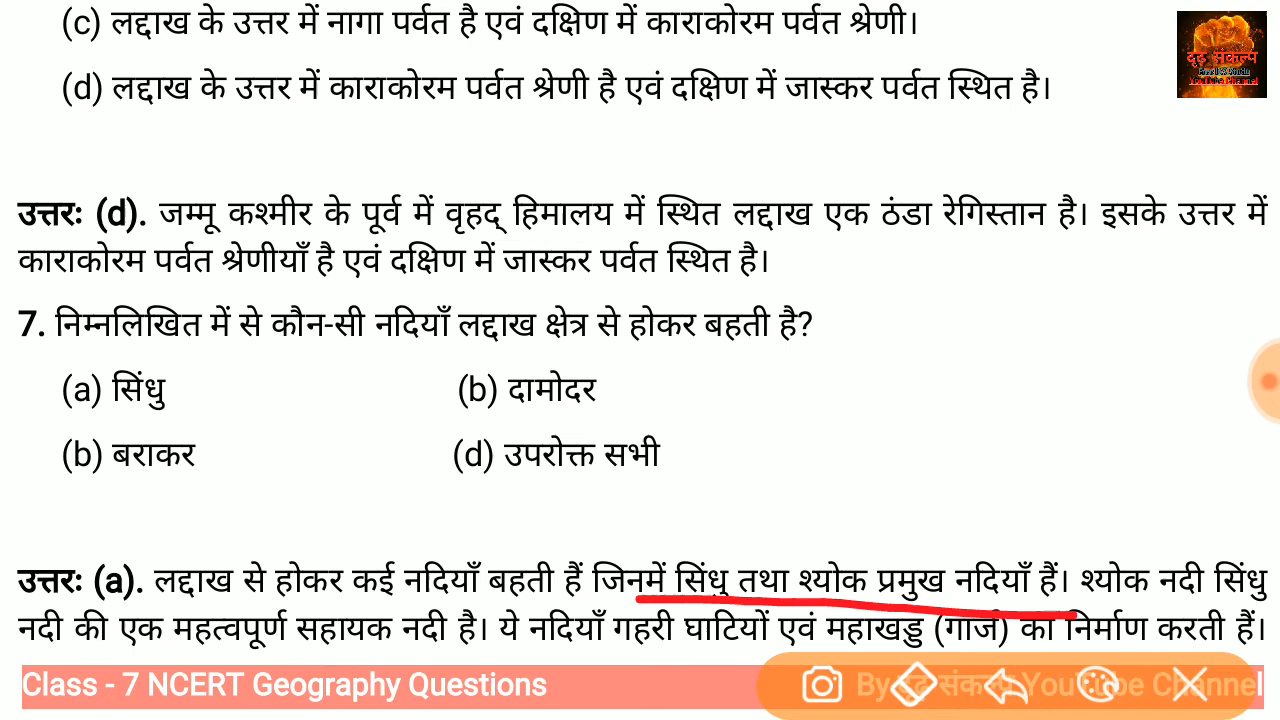 (c) लद्दाख के उत्तर में नागा पर्वत है एवं दक्षिण में काराकोरम पर्वत श्रेणी।
(d) लद्दाख के उत्तर में काराकोरम पर्वत श्रेणी है एवं दक्षिण में जास्कर पर्वत स्थित है।
दृढ़ संकल्प
उत्तरः (d). जम्मू कश्मीर के पूर्व में वृहद् हिमालय में स्थित लद्दाख एक ठंडा रेगिस्तान है। इसके उत्तर में
काराकोरम पर्वत श्रेणीयाँ है एवं दक्षिण में जास्कर पर्वत स्थित है।
7. निम्नलिखित में से कौन-सी नदियाँ लद्दाख क्षेत्र से होकर बहती है?
(a) सिंधु (b) दामोदर
(b) बराकर (d) उपरोक्त सभी
उत्तरः (a). लद्दाख से होकर कई नदियाँ बहती हैं जिनमें सिंधु तथा श्योक प्रमुख नदियाँ हैं। श्योक नदी सिंधु
नदी की एक महत्वपूर्ण सहायक नदी है। ये नदियाँ गहरी घाटियों एवं महाखड्ड (गार्ज) का निर्माण करती हैं।
Class - 7 NCERT Geography Questions By दृढ़ संकल्प YouTube Channel